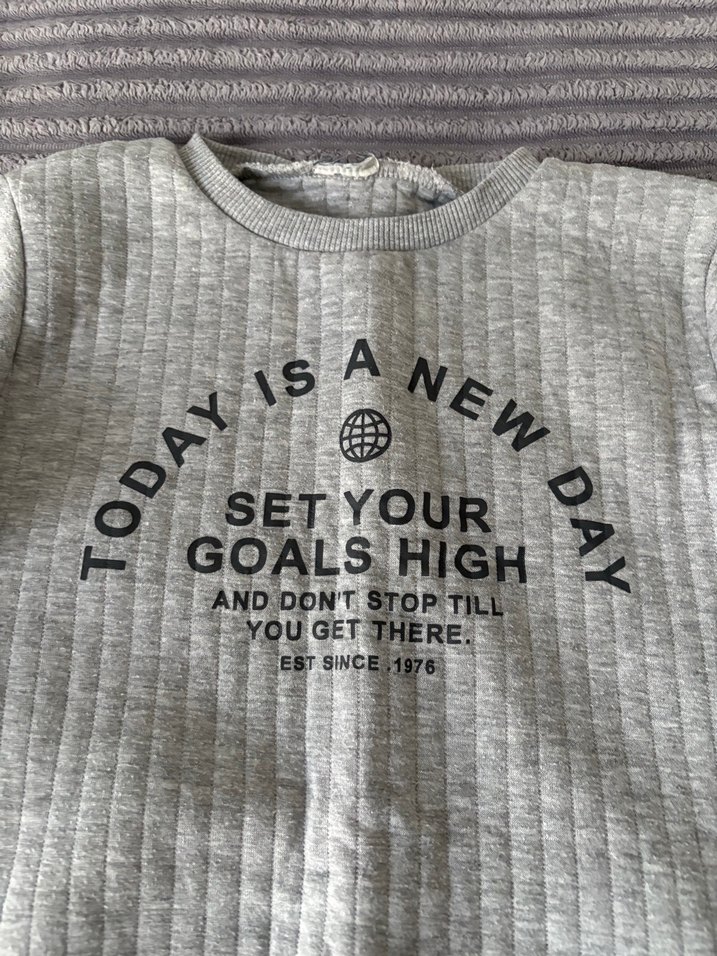 TODAY IS A NEW DAY
SET YOUR
GOALS HIGH
AND DON'T STOP TILL
YOU GET THERE.
EST SINCE .1976